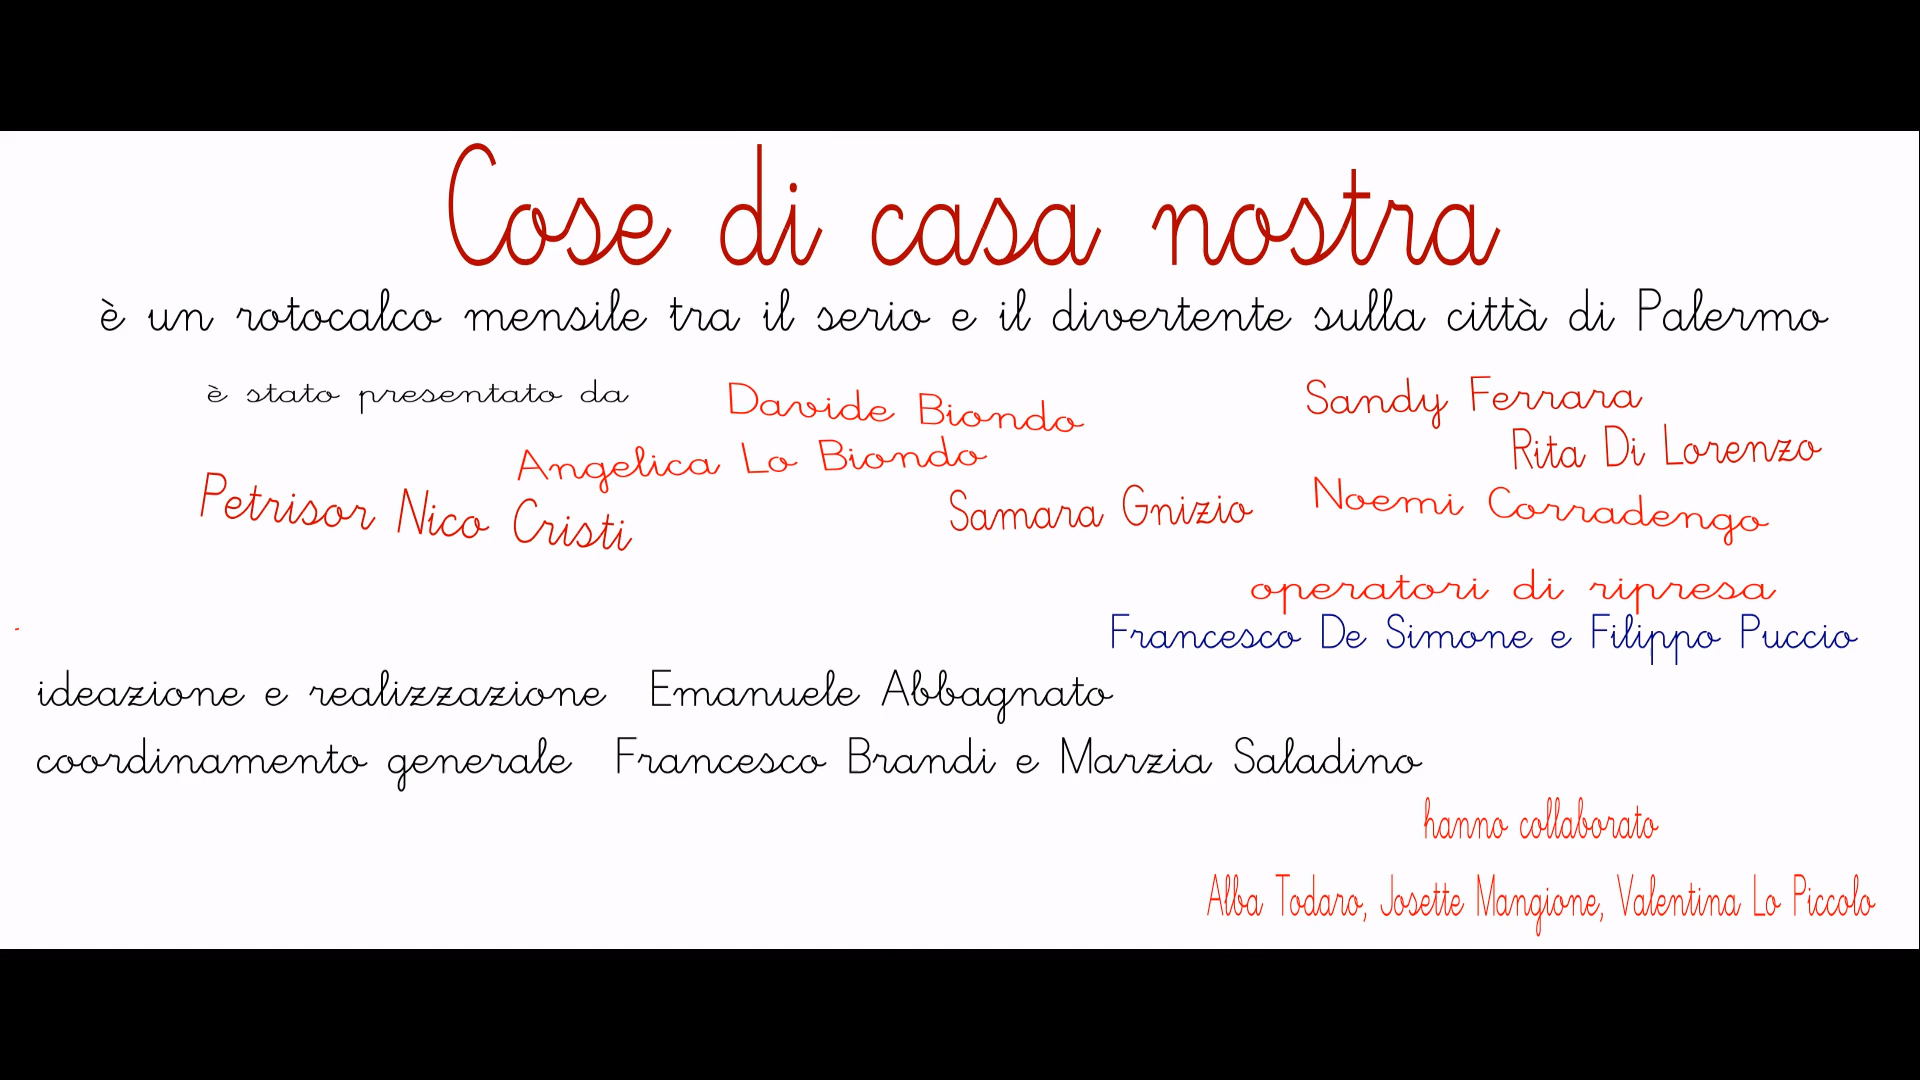 Cose di casa nostra
è un rotocalco mensile tra il serio e il divertente sulla città di Palermo
è stato presentato da
Davide Biondo
Sandy Ferrara
Angelica Lo Biondo
Rita Di Lorenzo
Petrisor Nico Cristi
Samara Gnizio
Noemi Corradengo
operatori di ripresa
Francesco De Simone e Filippo Puccio
ideazione e realizzazione Emanuele Abbagnato
coordinamento generale Francesco Brandi e Marzia Saladino
hanno collaborato
Alba Todaro, Josette Mangione, Valentina Lo Piccolo